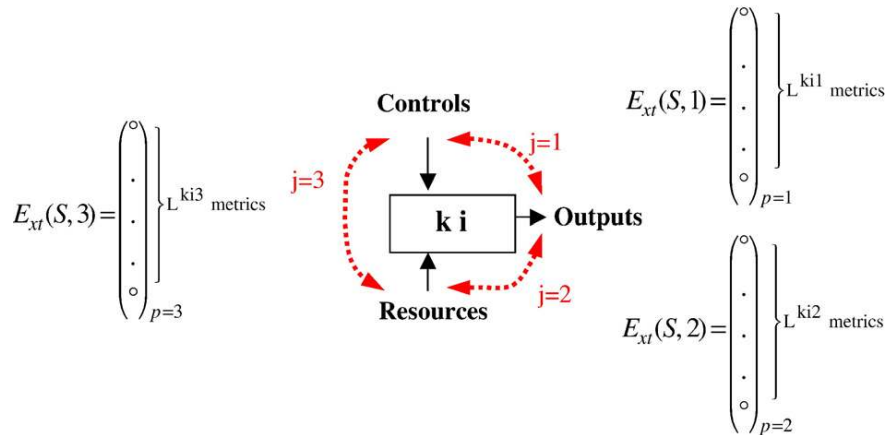 E_xt(S,1)=
L^ki1 metrics
p=1
Controls
j=1
j=3
E_xt(S,3)=
L^ki3 metrics
p=3
k i
Outputs
j=2
Resources
E_xt(S,2)=
L^ki2 metrics
p=2